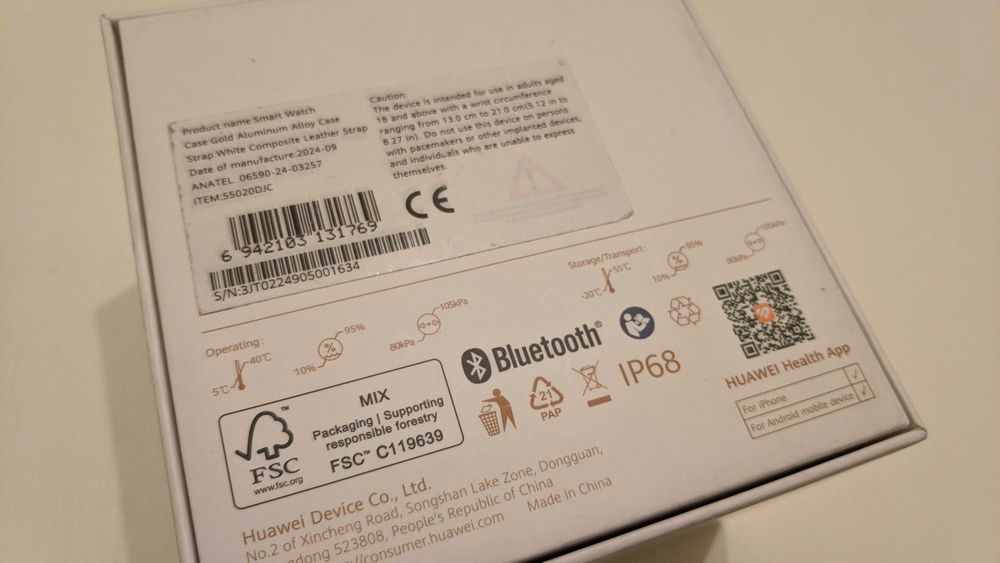 Product name:Smart Watch
Case:Gold Aluminum Alloy Case
Strap:White Composite Leather Strap
Date of manufacture:2024-09
ANATEL: 06590-24-03257
ITEM:55020DJC
6 942103 131769
S/N:3JT0224905001634
Caution:
The device is intended for use in adults aged
18 and above with a wrist circumference
ranging from 13.0 cm to 21.0 cm(5.12 in to
8.27 in). Do not use this device on persons
with pacemakers or other implanted devices,
and individuals who are unable to express
themselves.
CE
Storage/Transport:
-20℃ 55℃
10% % 95%
80kPa 105kPa
Operating:
5℃ 40℃
10% % 95%
80kPa 105kPa
Bluetooth®
IP68
21
PAP
HUAWEI Health App
For iPhone ✓
For Android mobile device ✓
FSC
www.fsc.org
MIX
Packaging | Supporting
responsible forestry
FSC™ C119639
Huawei Device Co., Ltd.
No.2 of Xincheng Road, Songshan Lake Zone, Dongguan,
ndong 523808, People's Republic of China
://consumer.huawei.com Made in China